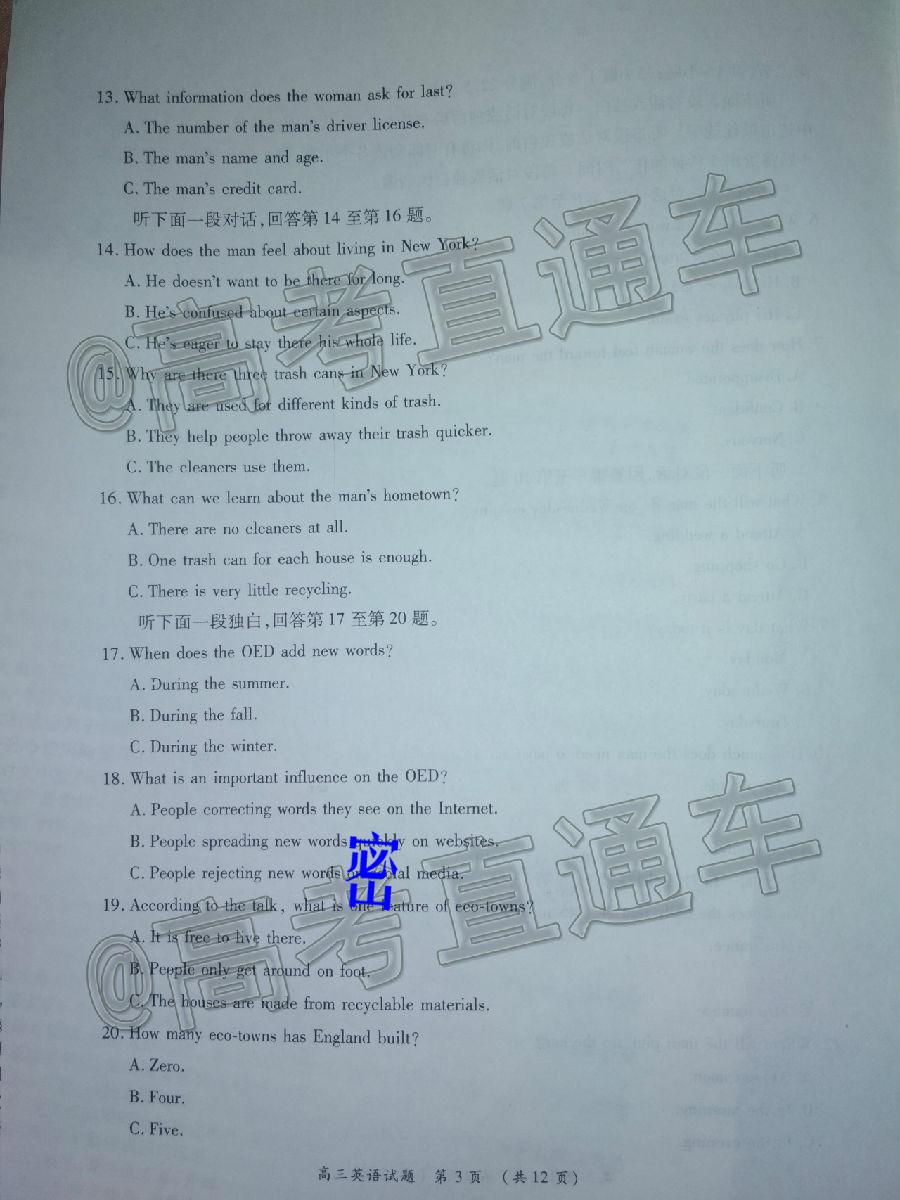 13. What information does the woman ask for last?
A. The number of the man's driver license.
B. The man's name and age.
C. The man's credit card.
听下面一段对话,回答第 14 至第 16 题。
14. How does the man feel about living in New York?
A. He doesn't want to be there for long.
B. He's confused about certain aspects.
C. He's eager to stay there his whole life.
15. Why are there three trash cans in New York?
A. They are used for different kinds of trash.
B. They help people throw away their trash quicker.
C. The cleaners use them.
16. What can we learn about the man's hometown?
A. There are no cleaners at all.
B. One trash can for each house is enough.
C. There is very little recycling.
听下面一段独白,回答第 17 至第 20 题。
17. When does the OED add new words?
A. During the summer.
B. During the fall.
C. During the winter.
18. What is an important influence on the OED?
A. People correcting words they see on the Internet.
B. People spreading new words quickly on websites.
C. People rejecting new words on social media.
19. According to the talk, what is one feature of eco-towns?
A. It is free to live there.
B. People only get around on foot.
C. The houses are made from recyclable materials.
20. How many eco-towns has England built?
A. Zero.
B. Four.
C. Five.
高三英语试题 第 3 页 (共 12 页)
@高考直通车
@高考直通车
密